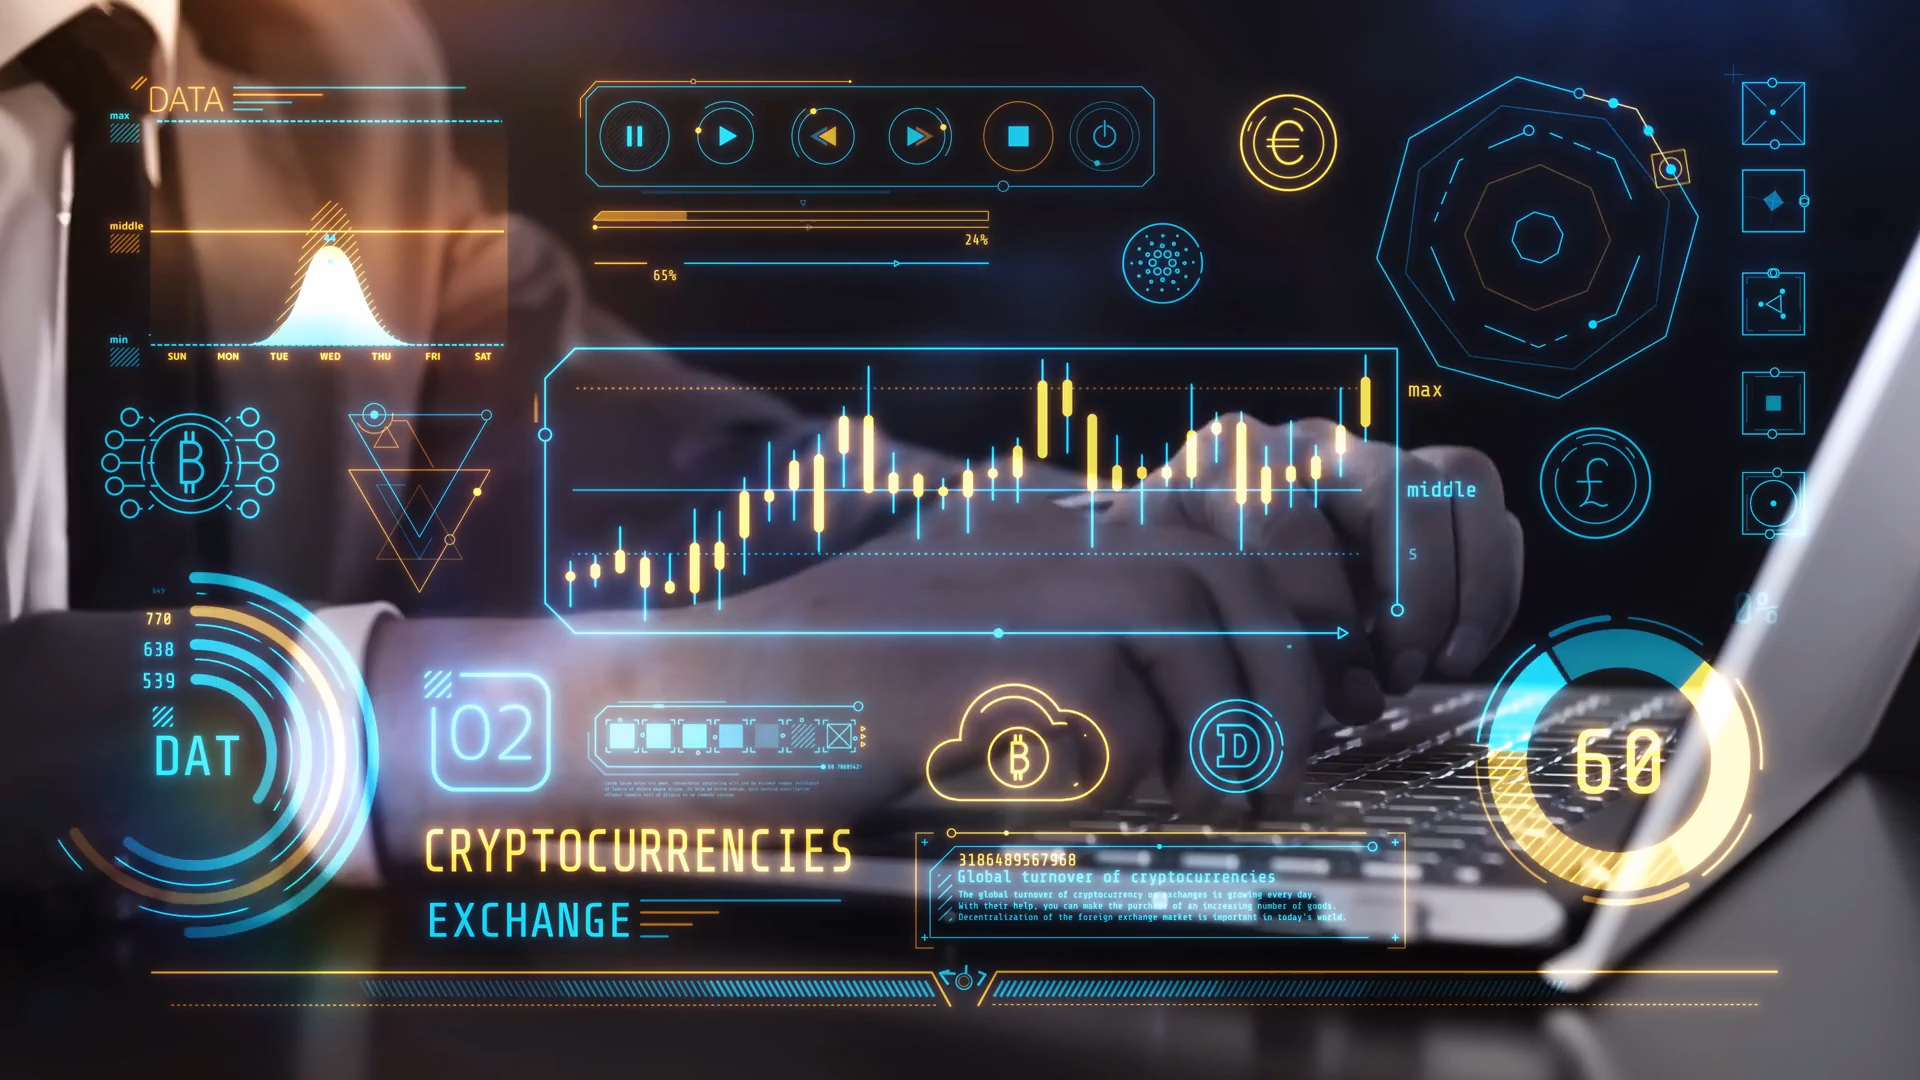 DATA
max
middle
44
min
SUN MON TUE WED THU FRI SAT
24%
65%
€
max
middle
S
£
0%
770
638
539
DAT
02
60
CRYPTOCURRENCIES
EXCHANGE
3186489567968
Global turnover of cryptocurrencies
The global turnover of cryptocurrency on exchanges is growing every day.
With their help, you can make the purchase of an increasing number of goods.
Decentralization of the foreign exchange market is important in today's world.